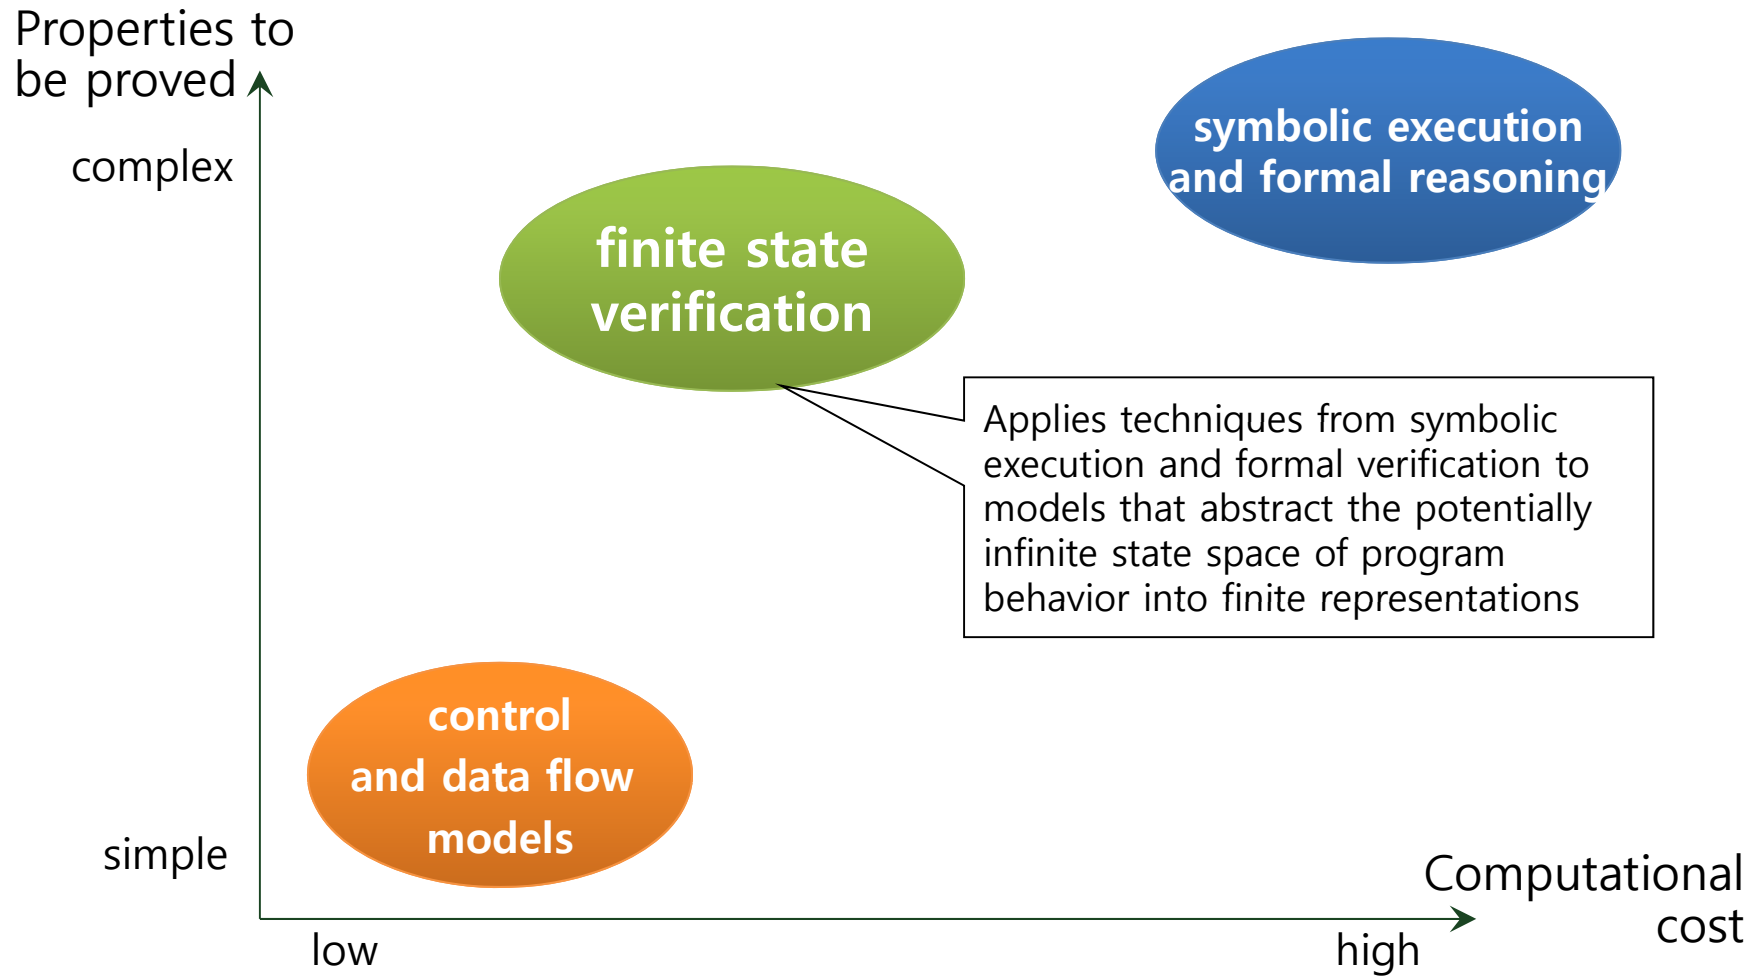 Properties to
be proved
complex
symbolic execution
and formal reasoning
finite state
verification
Applies techniques from symbolic
execution and formal verification to
models that abstract the potentially
infinite state space of program
behavior into finite representations
control
and data flow
models
simple
Computational
cost
low
high